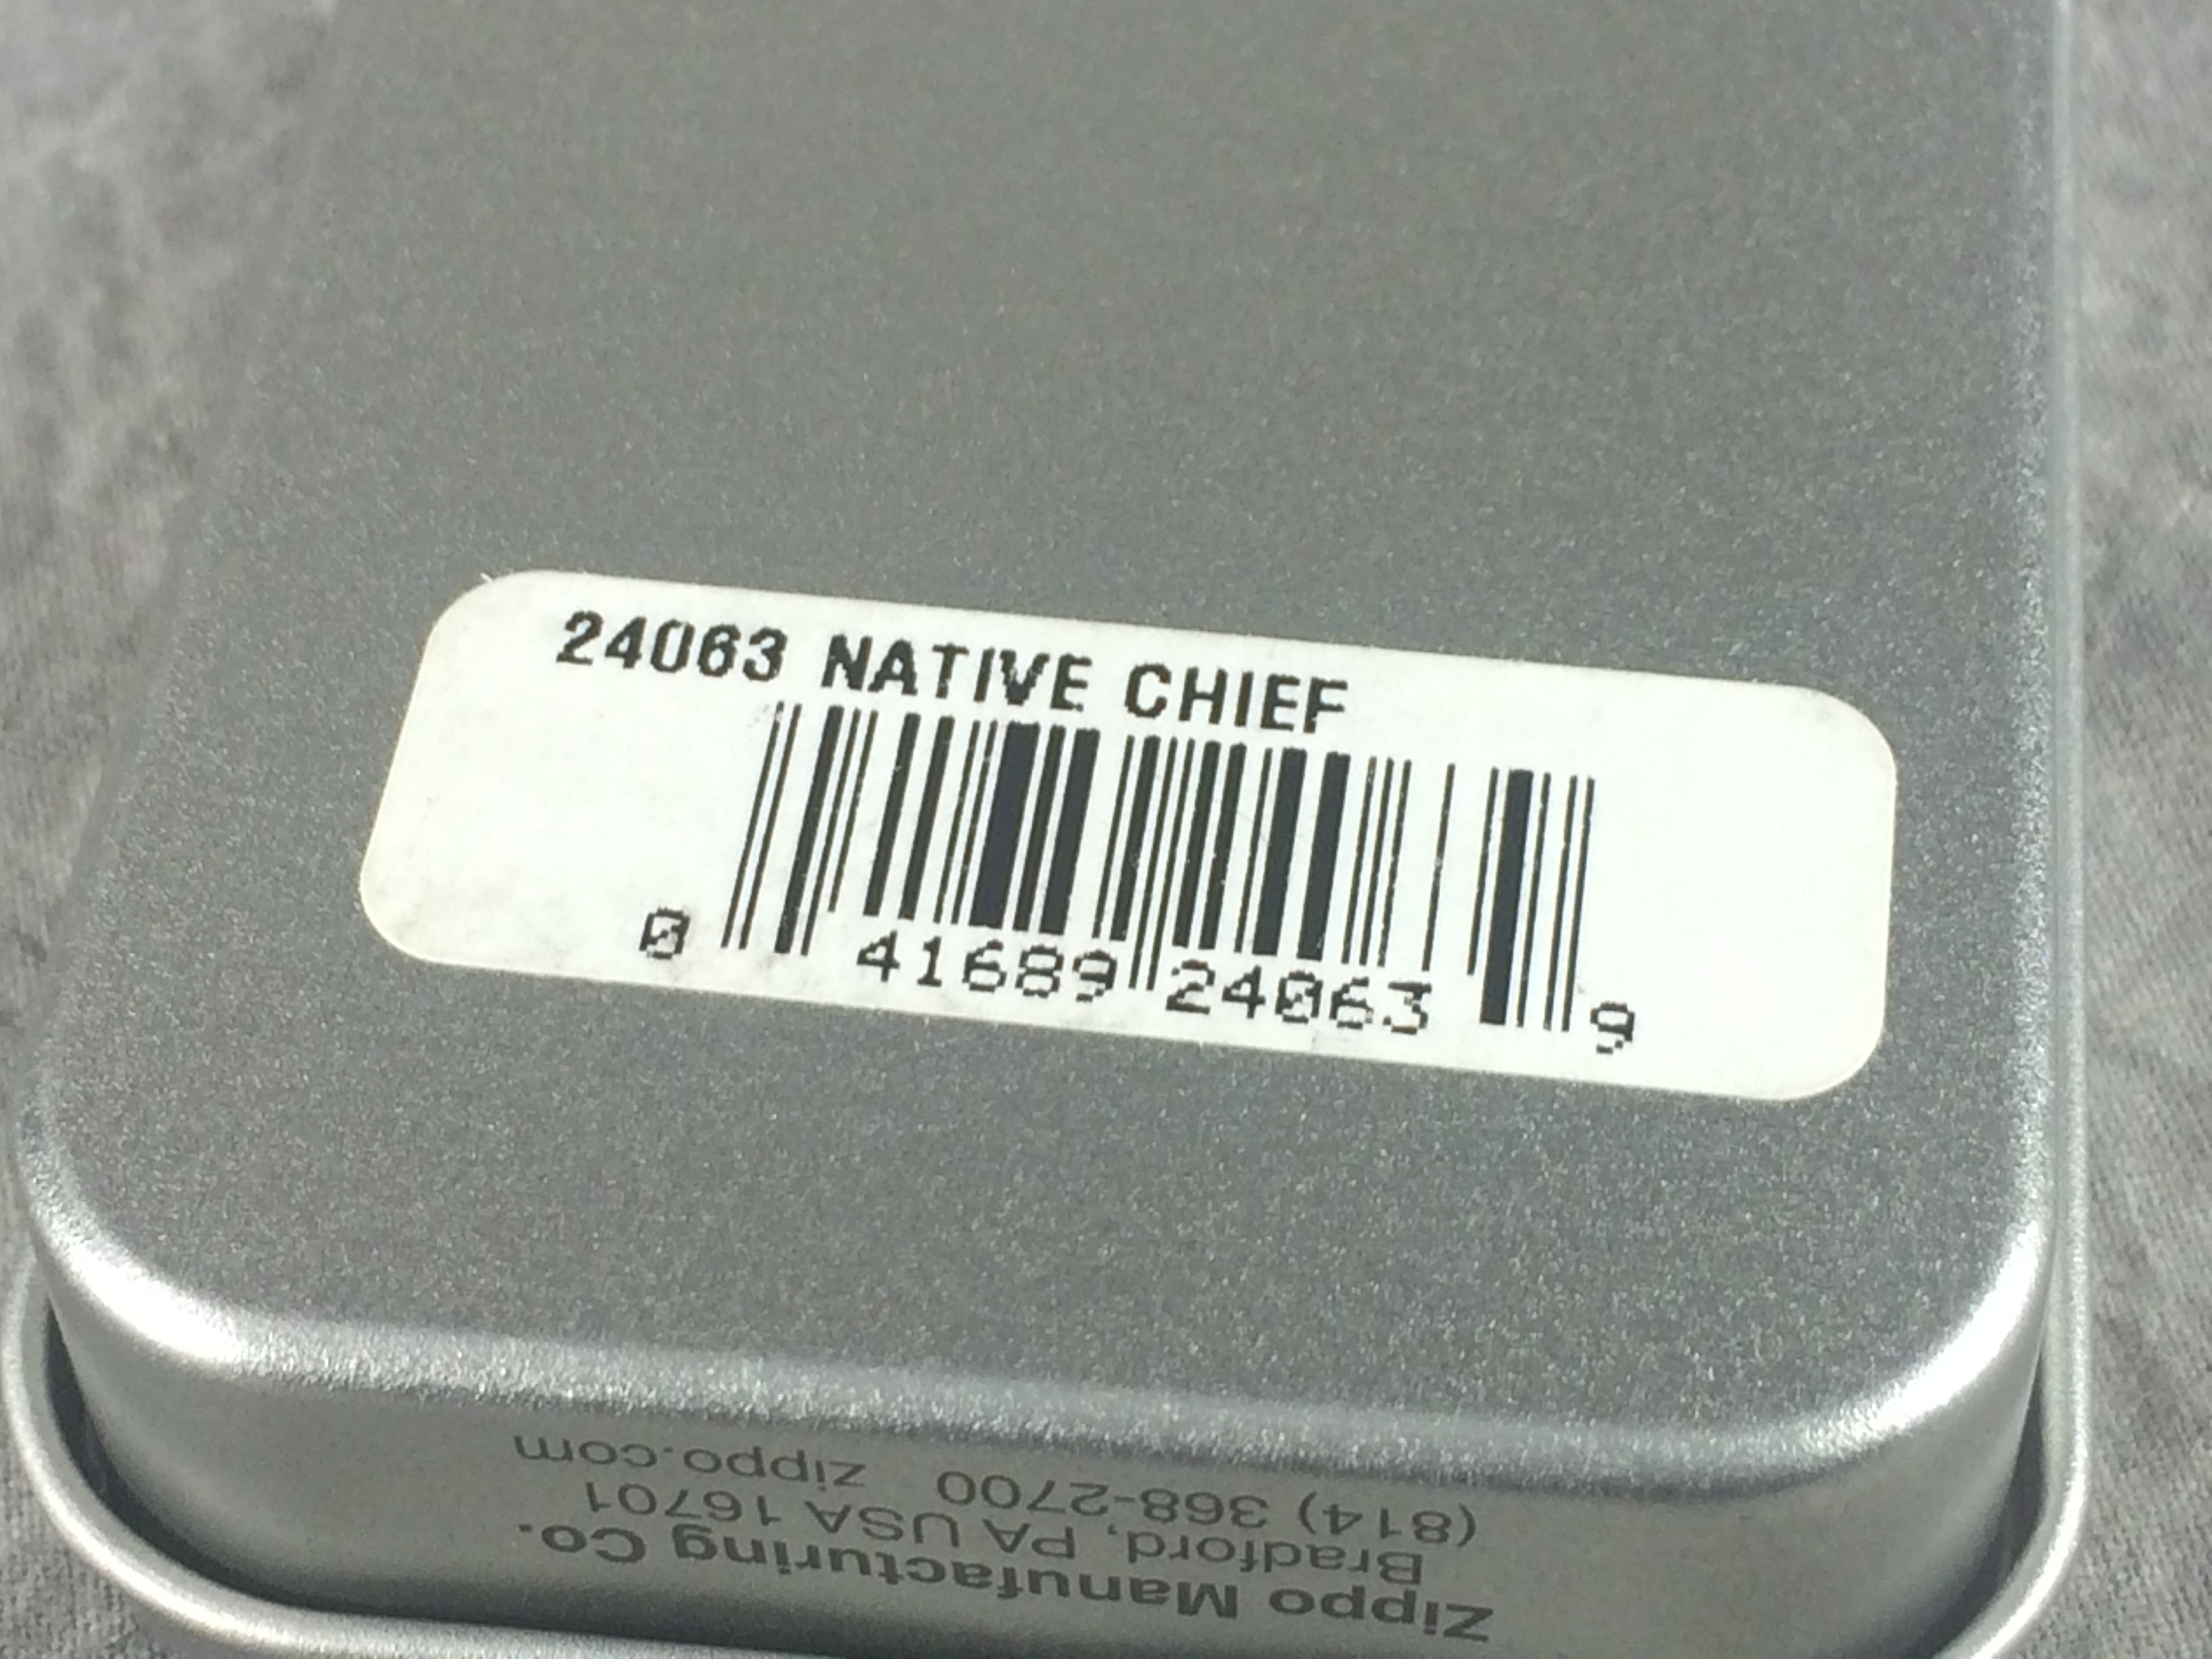 24063 NATIVE CHIEF
0 41689 24063 9
Zippo Manufacturing Co.
Bradford, PA USA 16701
(814) 368-2700 zippo.com